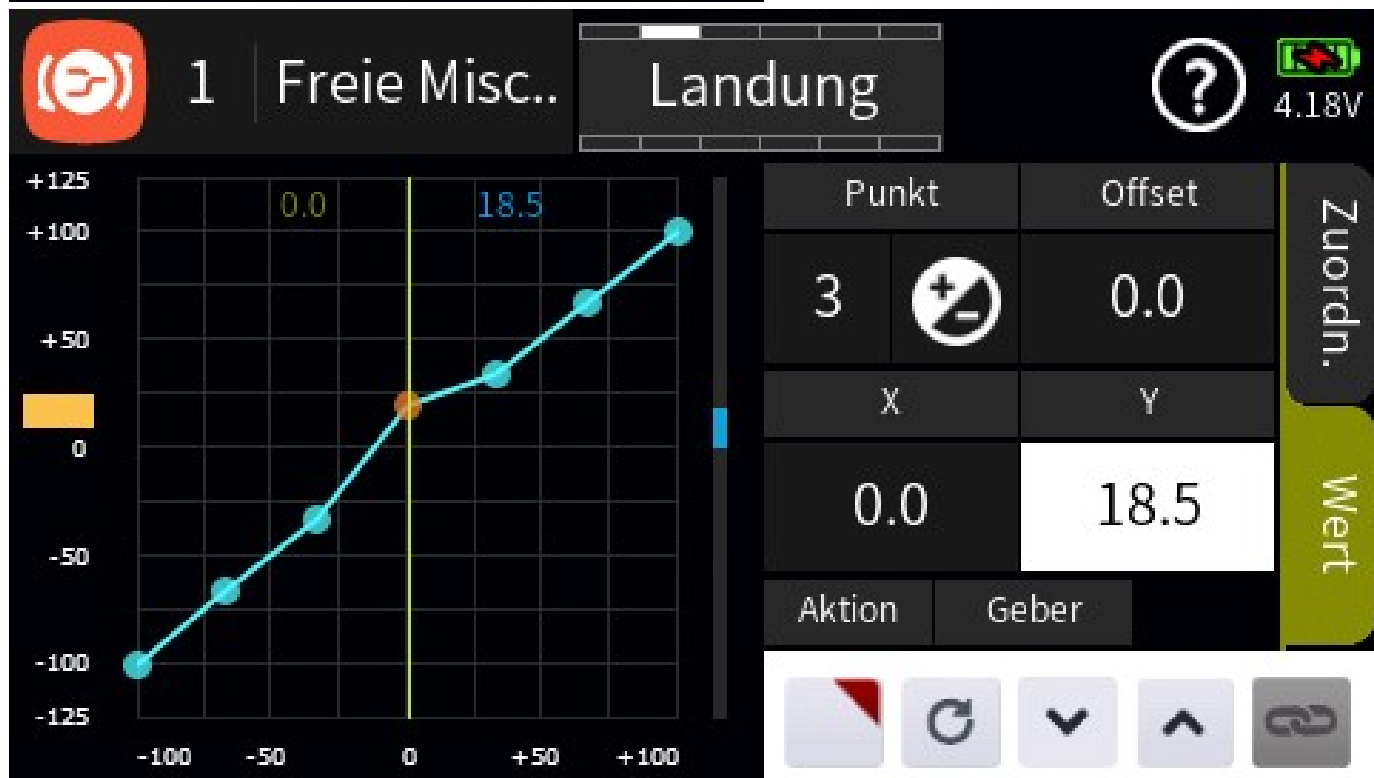 1 Freie Misc.. Landung ? 4.18V
+125
+100
+50
0
-50
-100
-125
0.0 18.5
-100 -50 0 +50 +100
Punkt Offset
3 +- 0.0
X Y
0.0 18.5
Aktion Geber
Zuordn.
Wert